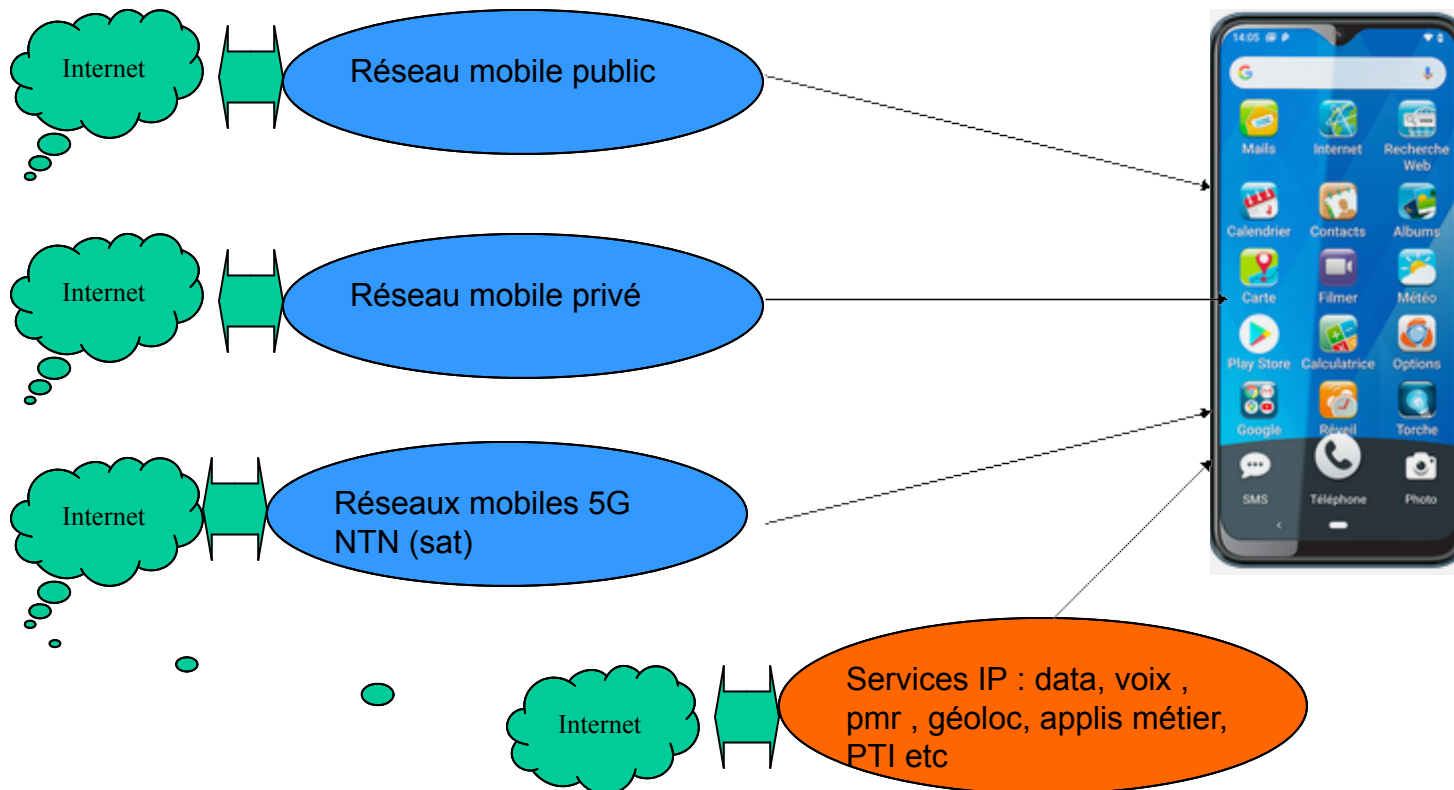 Internet
Réseau mobile public
Internet
Réseau mobile privé
Internet
Réseaux mobiles 5G
NTN (sat)
Internet
Services IP : data, voix ,
pmr , géoloc, applis métier,
PTI etc
14:05
G
Mails
Internet
Recherche
Web
Calendrier
Contacts
Albums
Carte
Filmer
Météo
Play Store
Calculatrice
Options
Google
Réveil
Torche
SMS
Téléphone
Photo